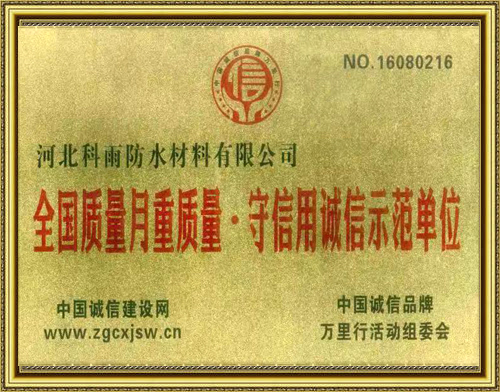 NO.16080216
信
河北科雨防水材料有限公司
全国质量月重质量·守信用诚信示范单位
中国诚信建设网
www.zgcxjsw.cn
中国诚信品牌
万里行活动组委会